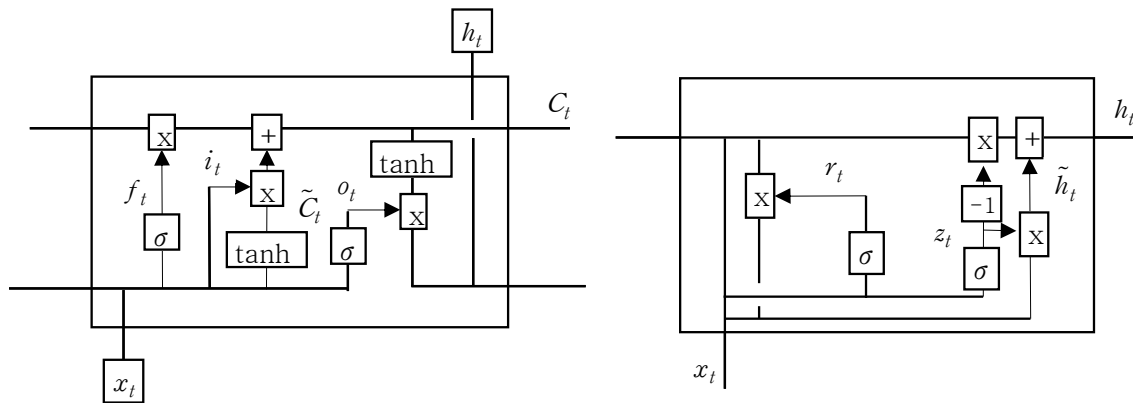 h_t
C_t
x +
tanh
i_t
f_t x C̃_t o_t x
σ tanh σ
x_t
h_t
x +
r_t h̃_t
x -1
z_t x
σ σ
x_t